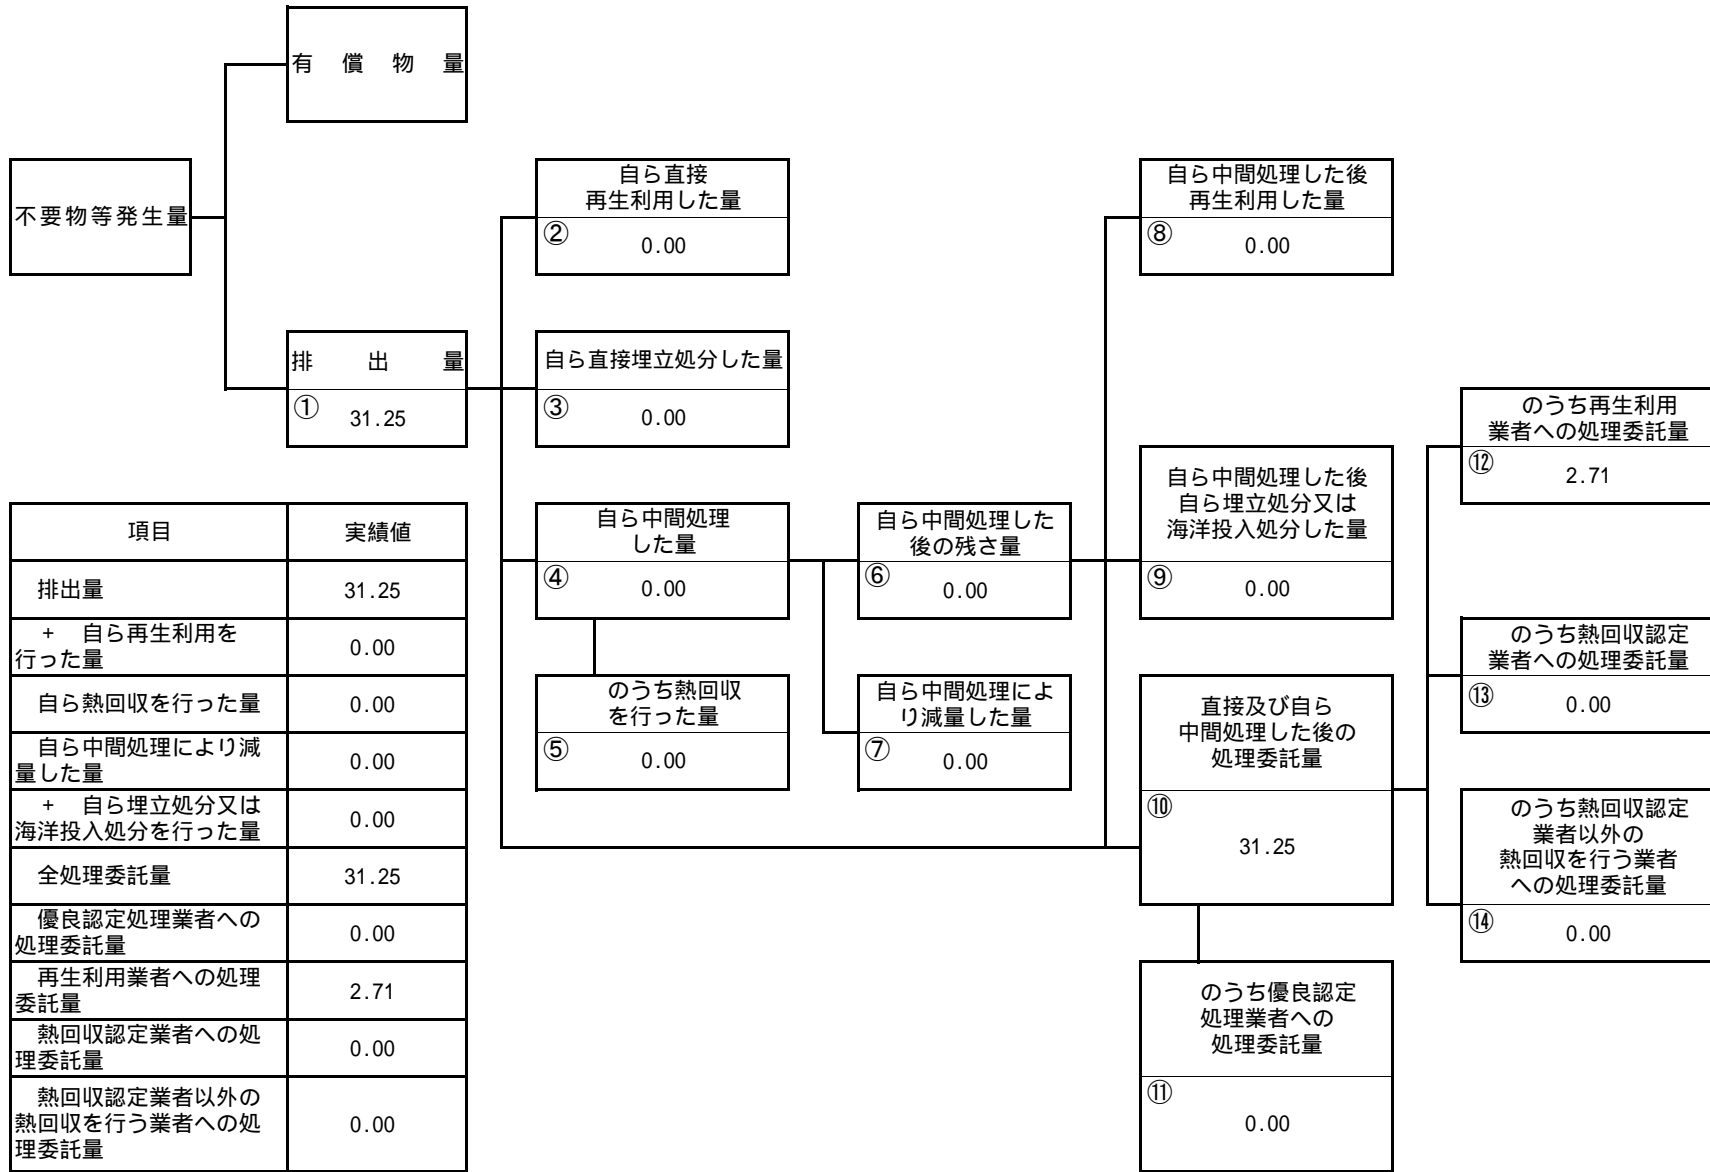 有償物量
不要物等発生量
排出量
①
31.25
自ら直接
再生利用した量
②
0.00
自ら直接埋立処分した量
③
0.00
自ら中間処理
した量
④
0.00
のうち熱回収
を行った量
⑤
0.00
自ら中間処理した
後の残さ量
⑥
0.00
自ら中間処理によ
り減量した量
⑦
0.00
自ら中間処理した後
再生利用した量
⑧
0.00
自ら中間処理した後
自ら埋立処分又は
海洋投入処分した量
⑨
0.00
直接及び自ら
中間処理した後の
処理委託量
⑩
31.25
のうち優良認定
処理業者への
処理委託量
⑪
0.00
のうち再生利用
業者への処理委託量
⑫
2.71
のうち熱回収認定
業者への処理委託量
⑬
0.00
のうち熱回収認定
業者以外の
熱回収を行う業者
への処理委託量
⑭
0.00
項目 実績値
排出量 31.25
+ 自ら再生利用を
行った量 0.00
自ら熱回収を行った量 0.00
自ら中間処理により減
量した量 0.00
+ 自ら埋立処分又は
海洋投入処分を行った量 0.00
全処理委託量 31.25
優良認定処理業者への
処理委託量 0.00
再生利用業者への処理
委託量 2.71
熱回収認定業者への処
理委託量 0.00
熱回収認定業者以外の
熱回収を行う業者への処
理委託量 0.00